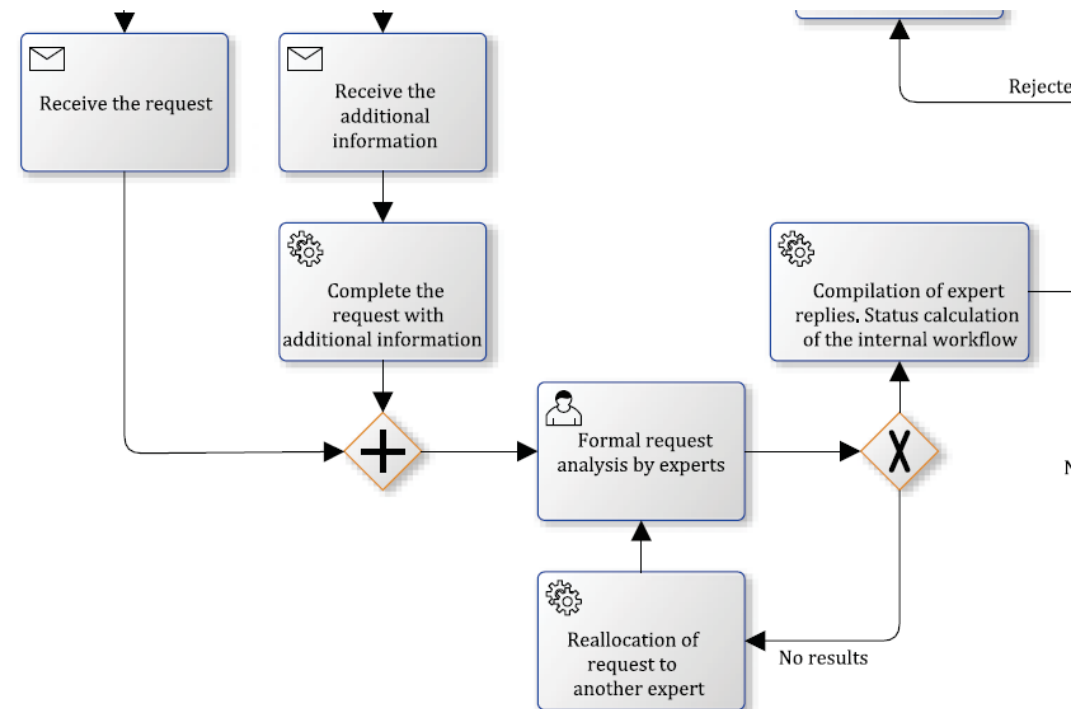 Receive the request
Receive the
additional
information
Rejecte
Complete the
request with
additional information
Compilation of expert
replies. Status calculation
of the internal workflow
Formal request
analysis by experts
N
Reallocation of
request to
another expert
No results